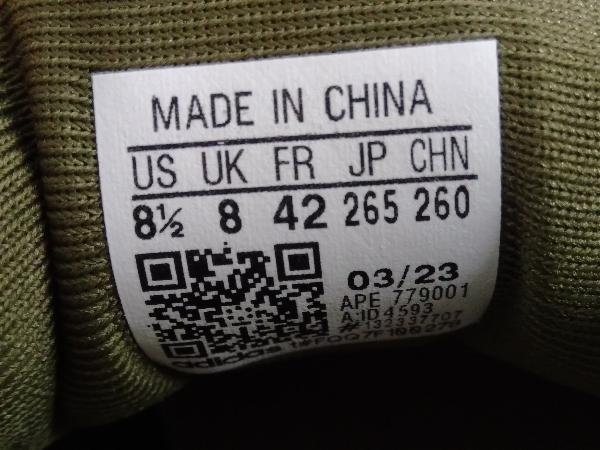 MADE IN CHINA
US UK FR JP CHN
8½ 8 42 265 260
03/23
APE 779001
A:ID4593
#:132337707
adidas